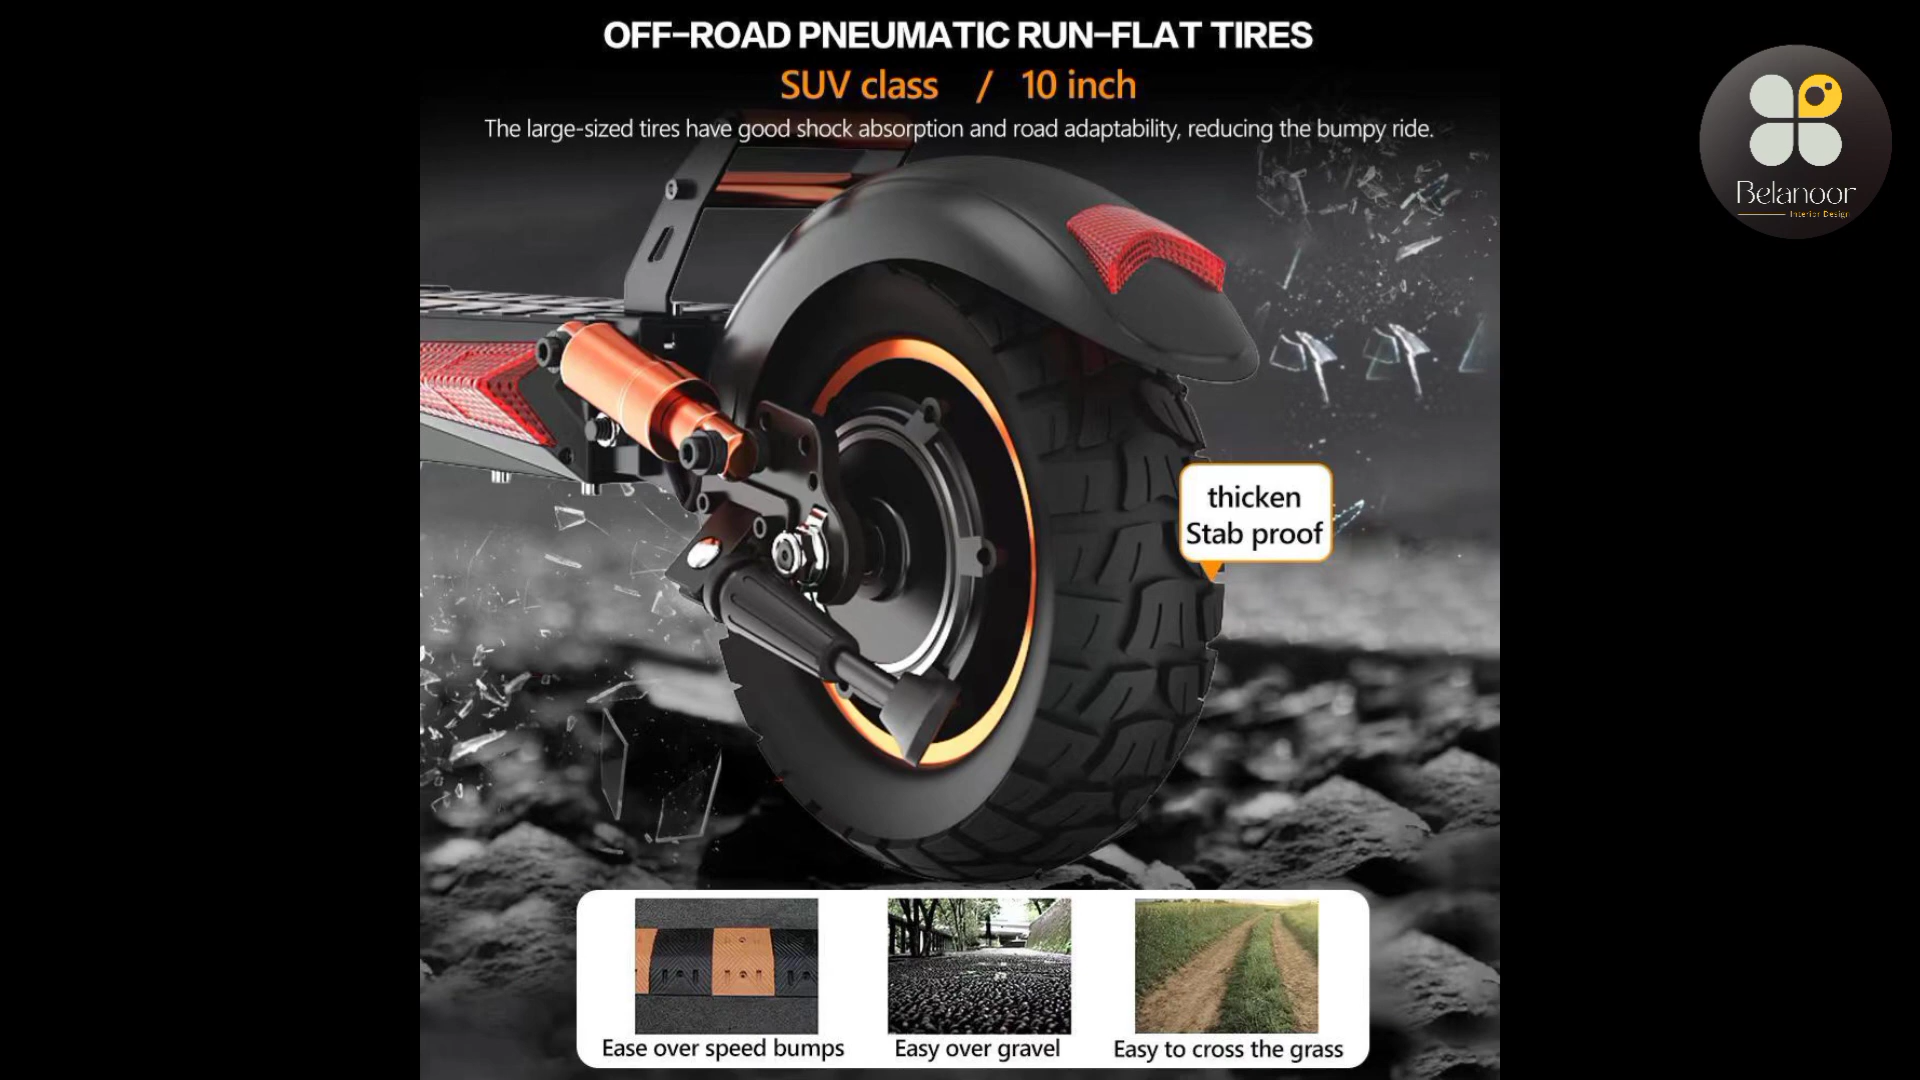 OFF-ROAD PNEUMATIC RUN-FLAT TIRES
SUV class / 10 inch
The large-sized tires have good shock absorption and road adaptability, reducing the bumpy ride.
Belanoor
Interior Design
thicken
Stab proof
Ease over speed bumps
Easy over gravel
Easy to cross the grass